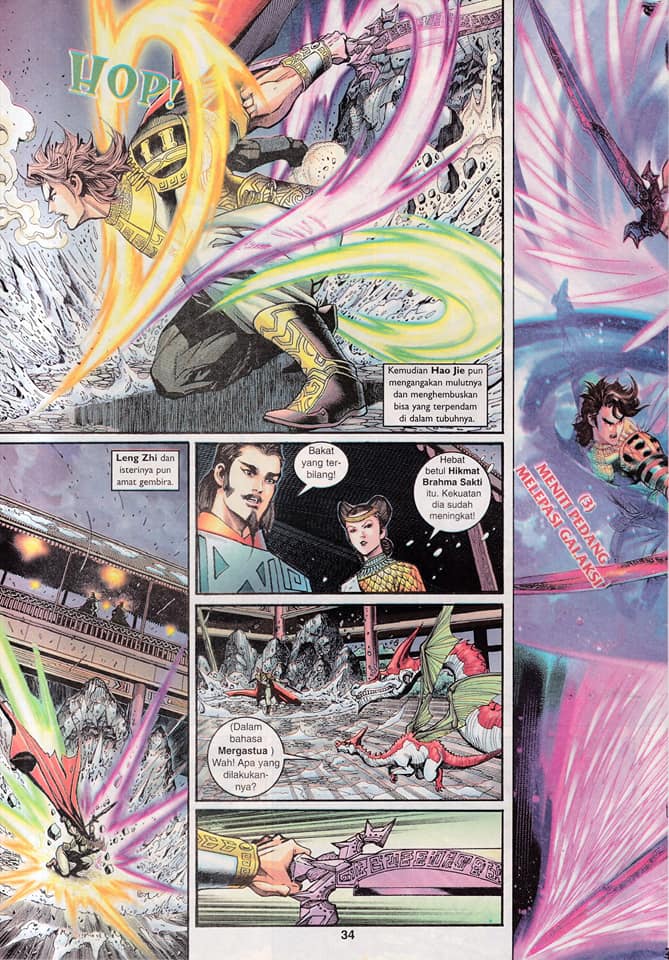 HOP!
Kemudian Hao Jie pun
mengangakan mulutnya
dan menghembuskan
bisa yang terpendam
di dalam tubuhnya.
Leng Zhi dan
isterinya pun
amat gembira.
Bakat
yang ter-
bilang!
Hebat
betul Hikmat
Brahma Sakti
itu. Kekuatan
dia sudah
meningkat!
(Dalam
bahasa
Mergastua )
Wah! Apa yang
dilakukan-
nya?
34
(3)
MENITI PEDANG
MELEPASI GALAKSI